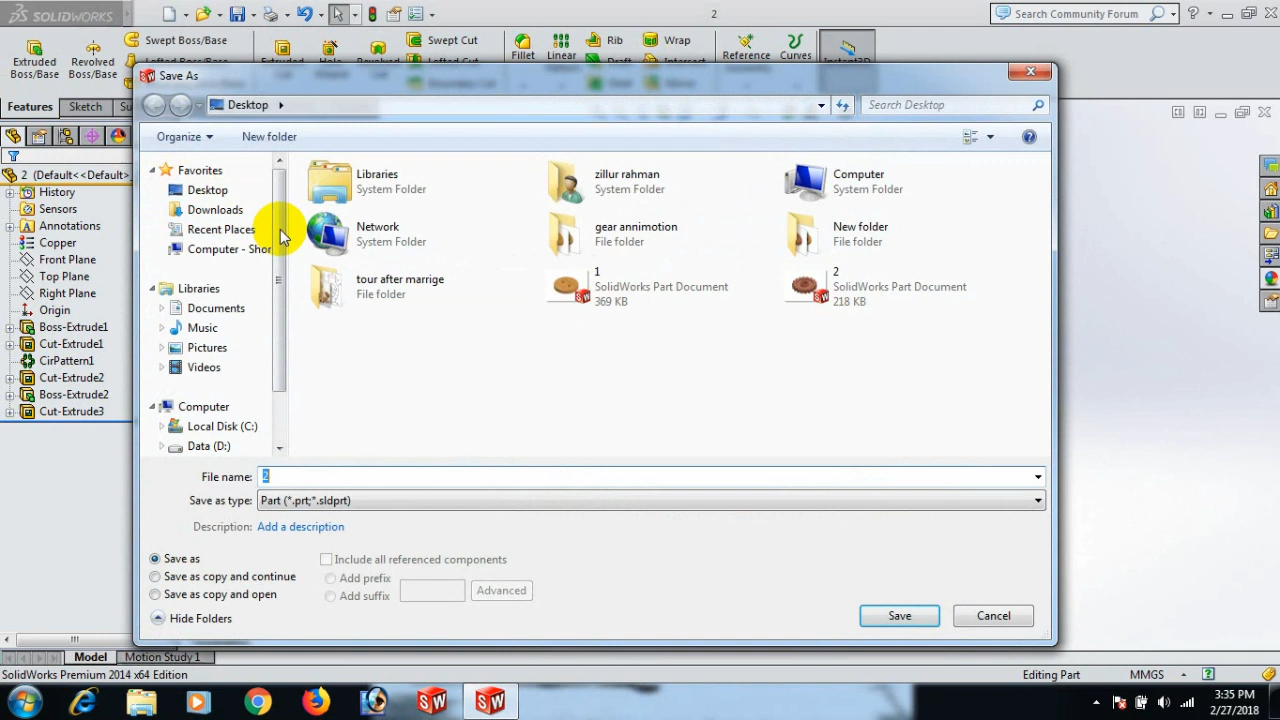 SOLIDWORKS
2
Search Community Forum
Extruded Boss/Base
Revolved Boss/Base
Swept Boss/Base
Swept Cut
Fillet
Linear
Rib
Wrap
Reference
Curves
Instant3D
Features
Sketch
Save As
Desktop
Search Desktop
Organize
New folder
2 (Default<<Default>
History
Sensors
Annotations
Copper
Front Plane
Top Plane
Right Plane
Origin
Boss-Extrude1
Cut-Extrude1
CirPattern1
Cut-Extrude2
Boss-Extrude2
Cut-Extrude3
Favorites
Desktop
Downloads
Recent Places
Computer - Shor
Libraries
Documents
Music
Pictures
Videos
Computer
Local Disk (C:)
Data (D:)
Libraries
System Folder
zillur rahman
System Folder
Computer
System Folder
Network
System Folder
gear annimotion
File folder
New folder
File folder
tour after marrige
File folder
1
SolidWorks Part Document
369 KB
2
SolidWorks Part Document
218 KB
File name: 2
Save as type: Part (*.prt;*.sldprt)
Description: Add a description
Save as
Save as copy and continue
Save as copy and open
Include all referenced components
Add prefix
Add suffix
Advanced
Hide Folders
Save
Cancel
Model
Motion Study 1
SolidWorks Premium 2014 x64 Edition
Editing Part
MMGS
3:35 PM
2/27/2018